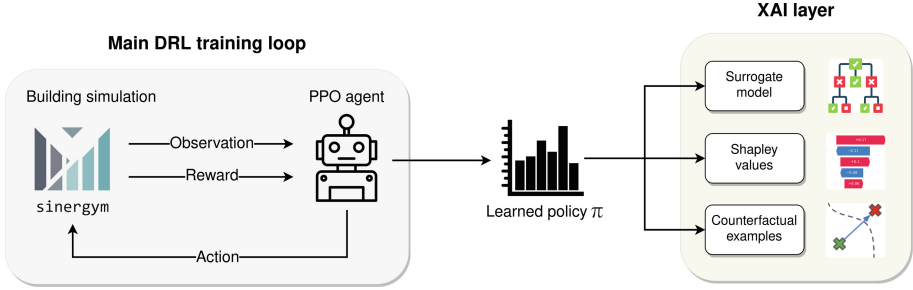 XAI layer
Main DRL training loop
Building simulation
PPO agent
Observation
Reward
sinergym
Action
Learned policy π
Surrogate
model
Shapley
values
Counterfactual
examples